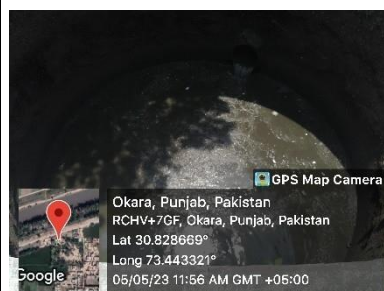 GPS Map Camera
Okara, Punjab, Pakistan
RCHV+7GF, Okara, Punjab, Pakistan
Lat 30.828669°
Long 73.443321°
05/05/23 11:56 AM GMT +05:00
Google